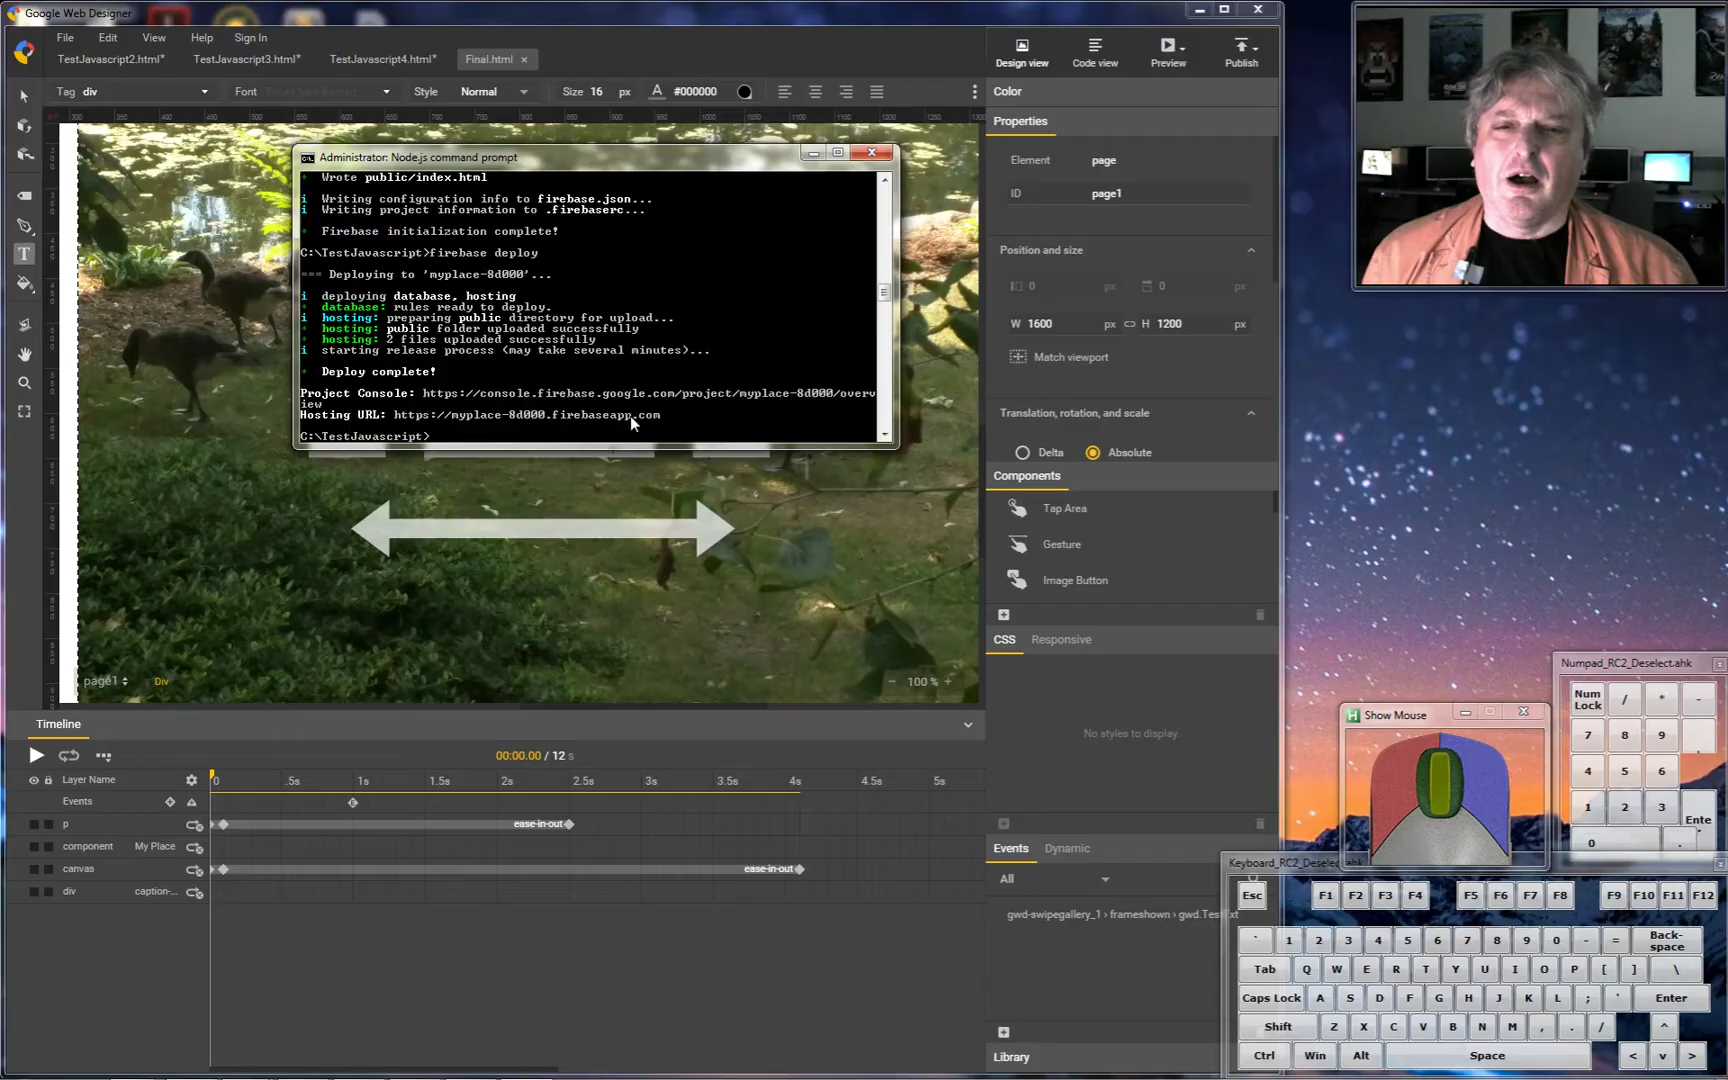 Google Web Designer
File Edit View Help Sign In
TestJavascript2.html* TestJavascript3.html* TestJavascript4.html* Final.html ×
Design view Code view Preview Publish
Tag div Font Times New Roman Style Normal Size 16 px A #000000
Color
Properties
Element page
ID page1
Position and size
0 px 0 px
W 1600 px H 1200 px
Match viewport
Translation, rotation, and scale
Delta Absolute
Components
Tap Area
Gesture
Image Button
CSS Responsive
No styles to display.
Events Dynamic
All
gwd-swipegallery_1 › frameshown › gwd.Tes
Library
Administrator: Node.js command prompt
+ Wrote public/index.html
i Writing configuration info to firebase.json...
i Writing project information to .firebaserc...
+ Firebase initialization complete!
C:\TestJavascript>firebase deploy
=== Deploying to 'myplace-8d000'...
i deploying database, hosting
+ database: rules ready to deploy.
i hosting: preparing public directory for upload...
+ hosting: public folder uploaded successfully
+ hosting: 2 files uploaded successfully
i starting release process (may take several minutes)...
+ Deploy complete!
Project Console: https://console.firebase.google.com/project/myplace-8d000/overv
iew
Hosting URL: https://myplace-8d000.firebaseapp.com
C:\TestJavascript>
page1 Div − 100 % +
Timeline
00:00.00 / 12 s
Layer Name 0 .5s 1s 1.5s 2s 2.5s 3s 3.5s 4s 4.5s 5s
Events
p ease-in-out
component My Place
canvas ease-in-out
div caption-...
Show Mouse
Numpad_RC2_Deselect.ahk
Num Lock / * -
7 8 9
4 5 6
1 2 3 Ente
0 .
Keyboard_RC2_Deselect.ahk
Esc F1 F2 F3 F4 F5 F6 F7 F8 F9 F10 F11 F12
` 1 2 3 4 5 6 7 8 9 0 - = Back-space
Tab Q W E R T Y U I O P [ ] \
Caps Lock A S D F G H J K L ; ' Enter
Shift Z X C V B N M , . / ^
Ctrl Win Alt Space < v >